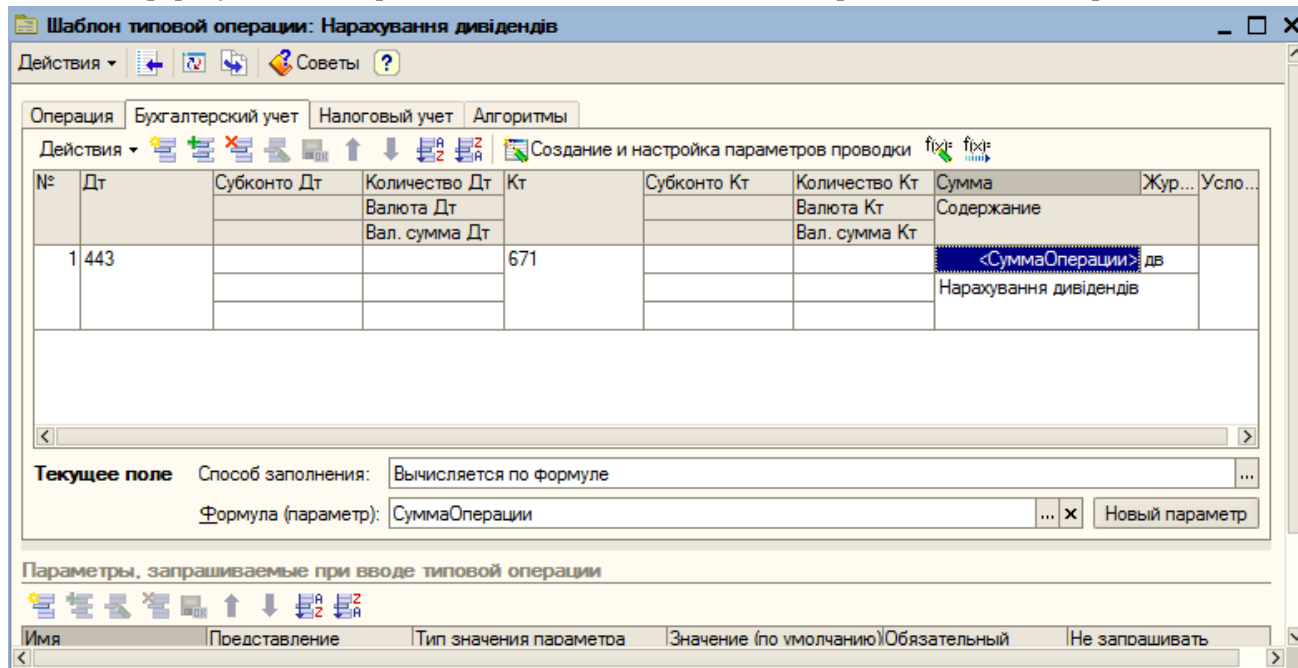 Шаблон типовой операции: Нарахування дивідендів
Действия Советы ?
Операция Бухгалтерский учет Налоговый учет Алгоритмы
Действия Создание и настройка параметров проводки
№ Дт Субконто Дт Количество Дт Кт Субконто Кт Количество Кт Сумма Жур... Усло...
Валюта Дт Валюта Кт Содержание
Вал. сумма Дт Вал. сумма Кт
1 443 671 <СуммаОперации> дв
Нарахування дивідендів
Текущее поле Способ заполнения: Вычисляется по формуле ...
Формула (параметр): СуммаОперации ... x Новый параметр
Параметры, запрашиваемые при вводе типовой операции
Имя Представление Тип значения параметра Значение (по умолчанию) Обязательный Не запрашивать